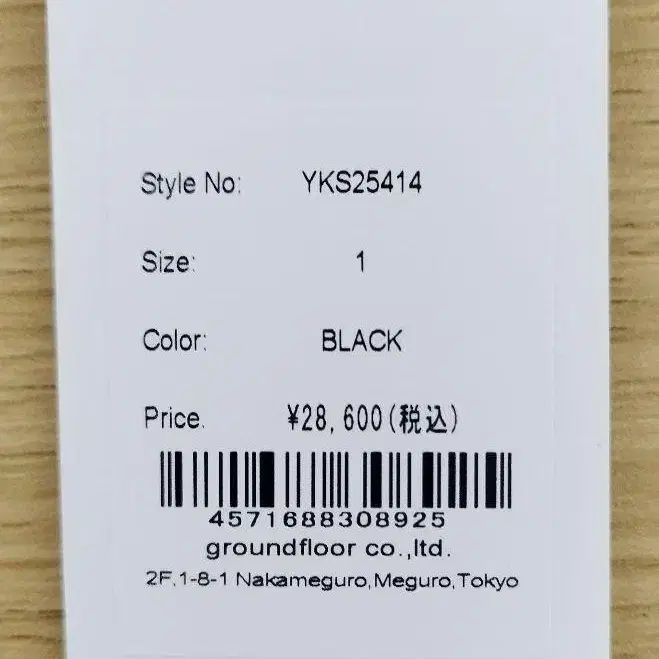 Style No: YKS25414
Size: 1
Color: BLACK
Price. ¥28,600(税込)
4571688308925
groundfloor co.,ltd.
2F,1-8-1 Nakameguro,Meguro,Tokyo